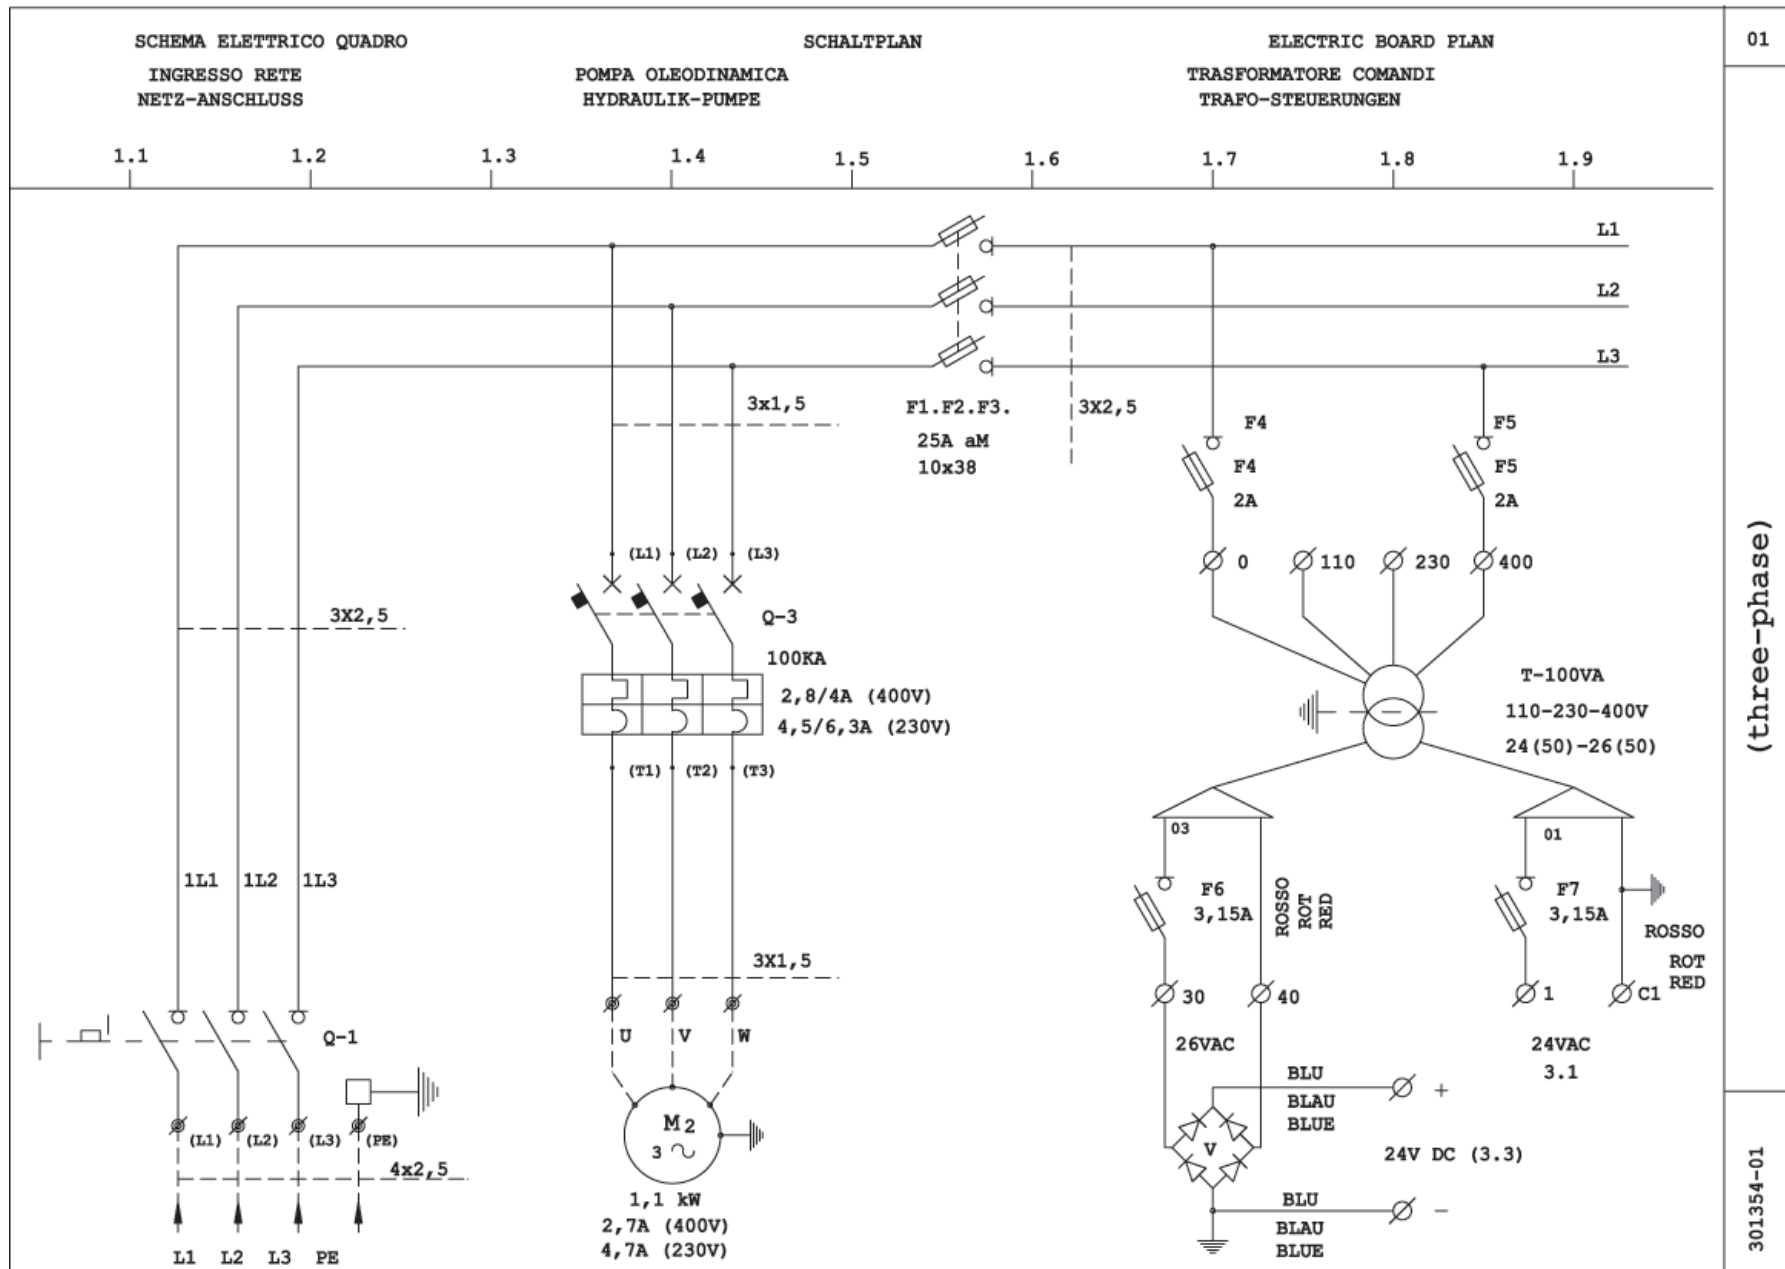 SCHEMA ELETTRICO QUADRO
SCHALTPLAN
ELECTRIC BOARD PLAN
01
INGRESSO RETE
NETZ-ANSCHLUSS
POMPA OLEODINAMICA
HYDRAULIK-PUMPE
TRASFORMATORE COMANDI
TRAFO-STEUERUNGEN
1.1
1.2
1.3
1.4
1.5
1.6
1.7
1.8
1.9
L1
L2
L3
3x1,5
F1.F2.F3.
25A aM
10x38
3X2,5
F4
F4
2A
F5
F5
2A
(L1)
(L2)
(L3)
0
110
230
400
3X2,5
Q-3
100KA
2,8/4A (400V)
4,5/6,3A (230V)
T-100VA
110-230-400V
24(50)-26(50)
(T1)
(T2)
(T3)
03
01
1L1
1L2
1L3
F6
3,15A
ROSSO
ROT
RED
F7
3,15A
ROSSO
ROT
RED
3X1,5
30
40
1
C1
U
V
W
Q-1
26VAC
24VAC
3.1
BLU
BLAU
BLUE
+
M2
3
V
24V DC (3.3)
(L1)
(L2)
(L3)
(PE)
4x2,5
1,1 kW
2,7A (400V)
4,7A (230V)
BLU
BLAU
BLUE
-
L1
L2
L3
PE
(three-phase)
301354-01